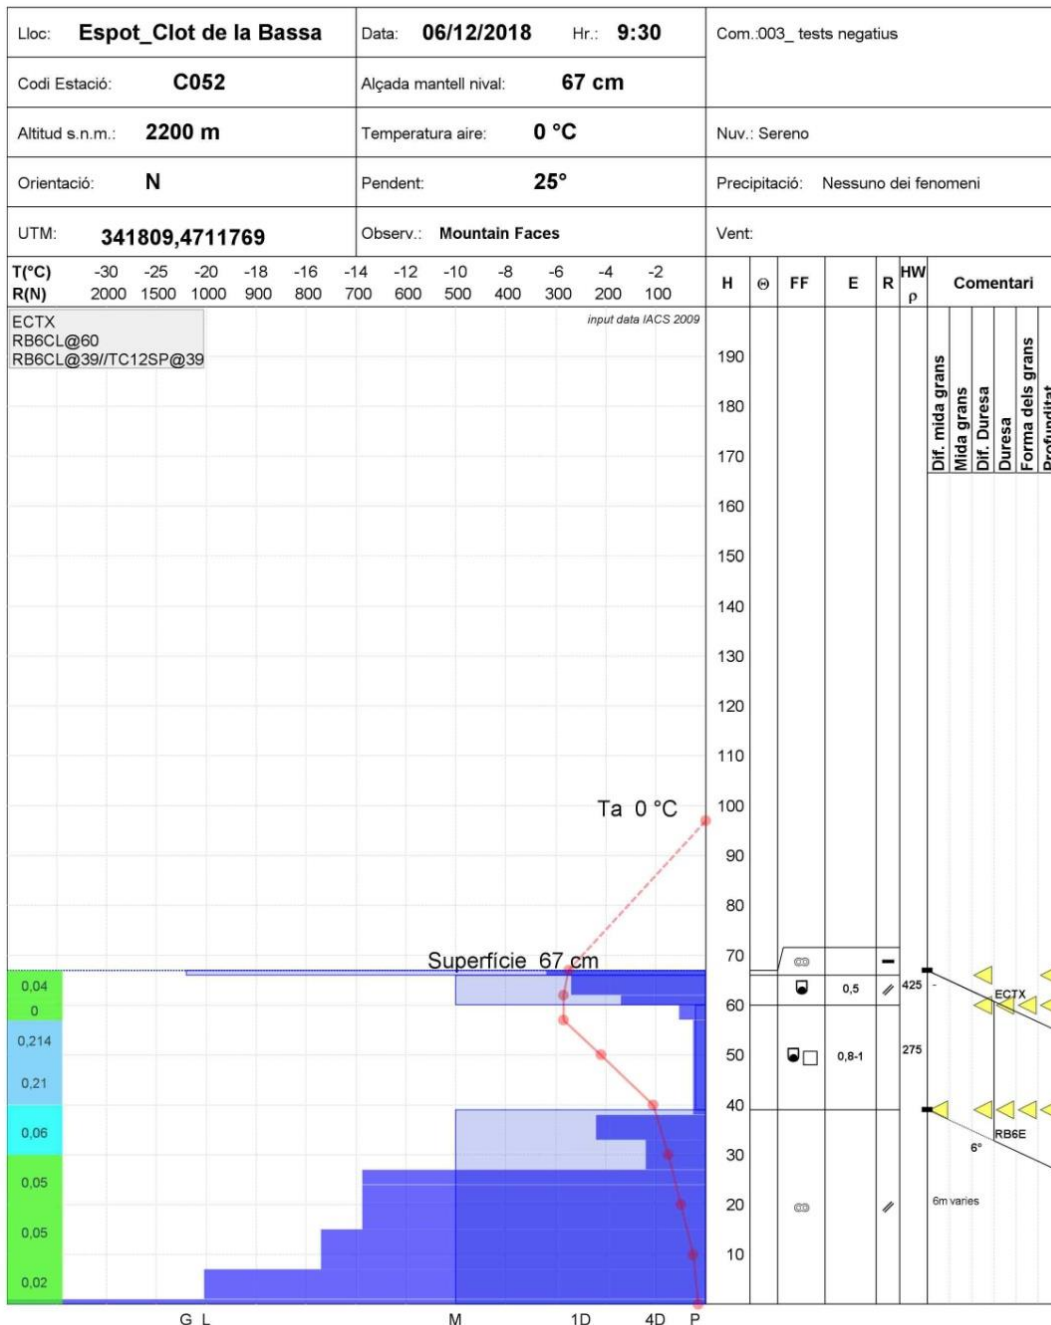 Lloc: Espot_Clot de la Bassa Data: 06/12/2018 Hr.: 9:30 Com.:003_ tests negatius
Codi Estació: C052 Alçada mantell nival: 67 cm
Altitud s.n.m.: 2200 m Temperatura aire: 0 °C Nuv.: Sereno
Orientació: N Pendent: 25° Precipitació: Nessuno dei fenomeni
UTM: 341809,4711769 Observ.: Mountain Faces Vent:
T(°C) -30 -25 -20 -18 -16 -14 -12 -10 -8 -6 -4 -2
R(N) 2000 1500 1000 900 800 700 600 500 400 300 200 100
H Θ FF E R HW ρ Comentari
ECTX
RB6CL@60
RB6CL@39//TC12SP@39
input data IACS 2009
Dif. mida grans
Mida grans
Dif. Duresa
Duresa
Forma dels grans
Profunditat
190
180
170
160
150
140
130
120
110
100
90
80
70
60
50
40
30
20
10
Ta 0 °C
Superfície 67 cm
0,04
0
0,214
0,21
0,06
0,05
0,05
0,02
0,5 425 -
ECTX
0,8-1 275
RB6E
6°
6m varies
G L M 1D 4D P